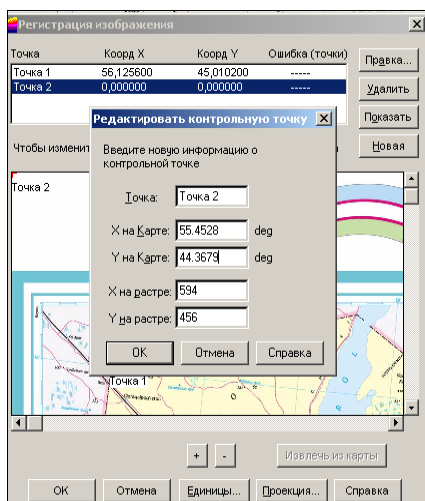 Регистрация изображения
Точка Коорд X Коорд Y Ошибка (точки)
Точка 1 56,125600 45,010200 -----
Точка 2 0,000000 0,000000 -----
Правка...
Удалить
Показать
Новая
Чтобы изменит
Редактировать контрольную точку
Введите новую информацию о
контрольной точке
Точка: Точка 2
X на Карте: 55.4528 deg
Y на Карте: 44.3679 deg
X на растре: 594
Y на растре: 456
OK Отмена Справка
Точка 2
Точка 1
+ - Извлечь из карты
OK Отмена Единицы... Проекция... Справка